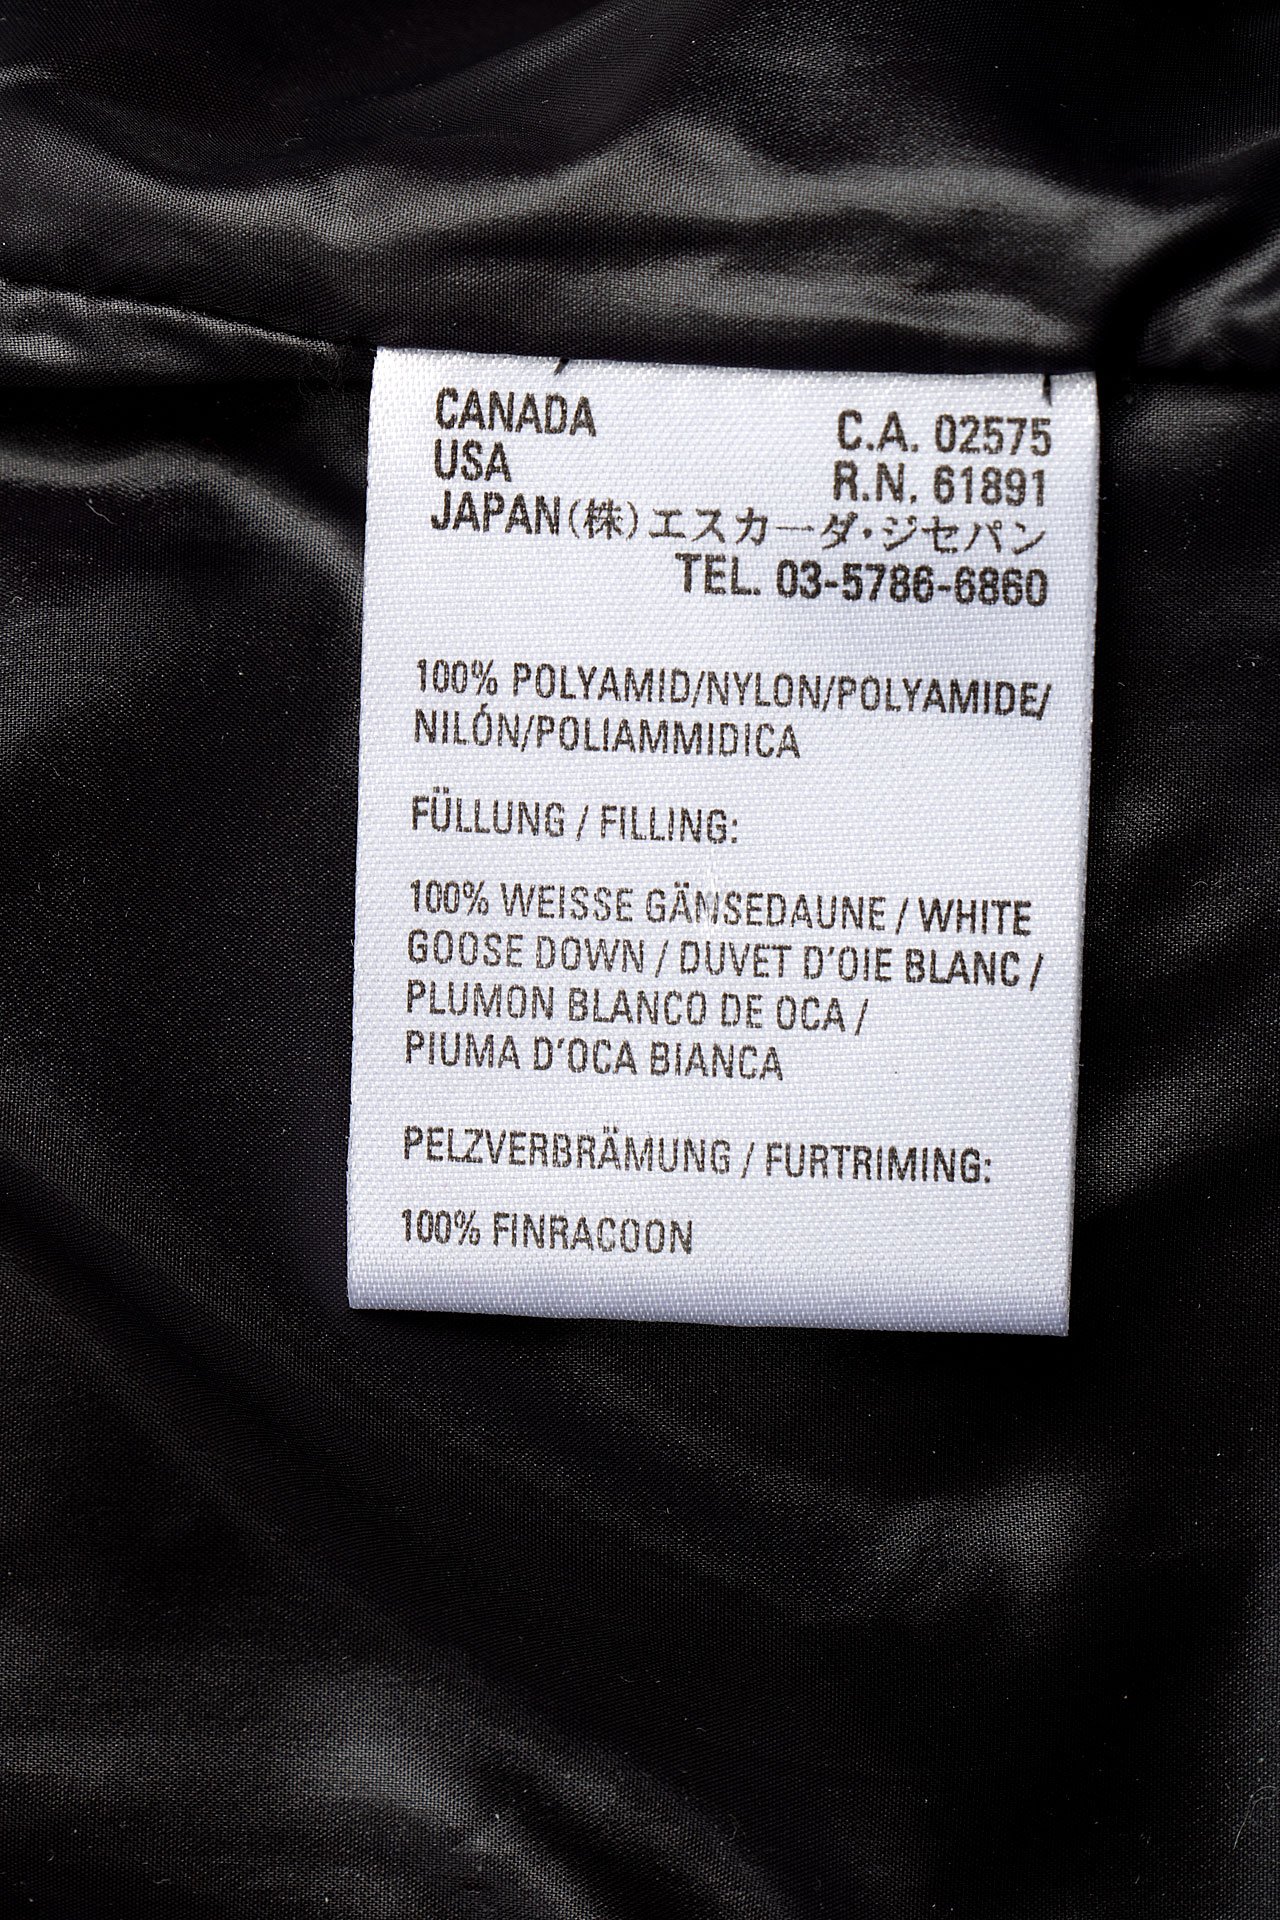 CANADA C.A. 02575
USA R.N. 61891
JAPAN(株)エスカーダ・ジセパン
TEL. 03-5786-6860
100% POLYAMID/NYLON/POLYAMIDE/
NILÓN/POLIAMMIDICA
FÜLLUNG / FILLING:
100% WEISSE GÄNSEDAUNE / WHITE
GOOSE DOWN / DUVET D'OIE BLANC /
PLUMON BLANCO DE OCA /
PIUMA D'OCA BIANCA
PELZVERBRÄMUNG / FURTRIMING:
100% FINRACOON